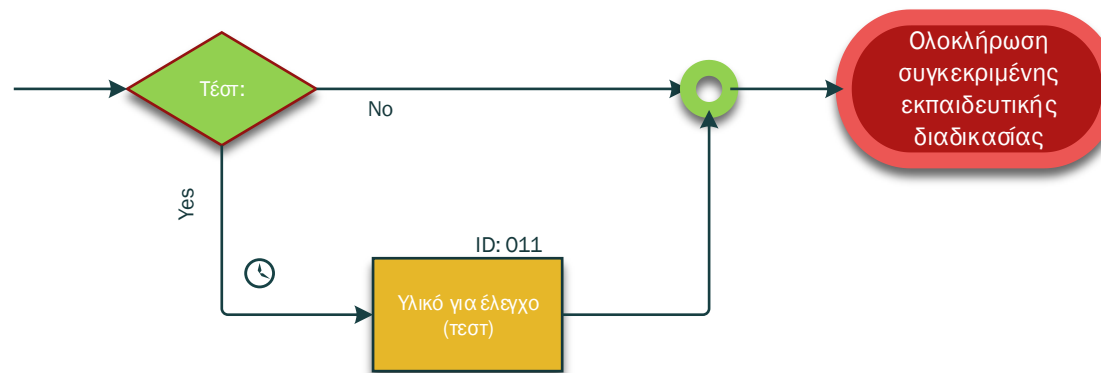 Τέστ:
No
Yes
ID: 011
Υλικό για έλεγχο
(τεστ)
Ολοκλήρωση
συγκεκριμένης
εκπαιδευτικής
διαδικασίας